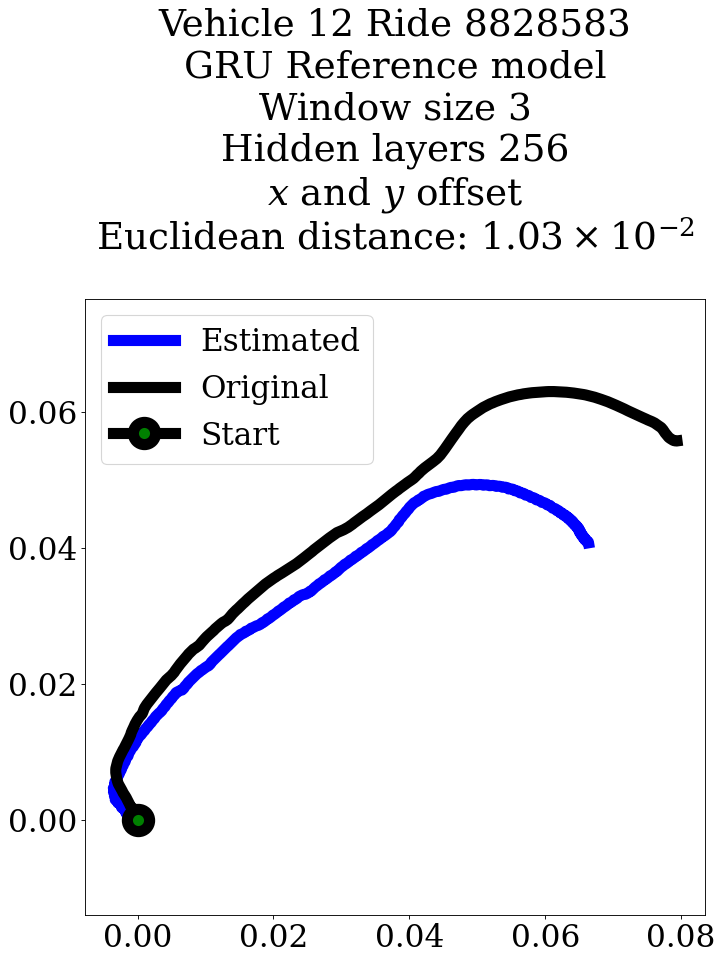 Vehicle 12 Ride 8828583
GRU Reference model
Window size 3
Hidden layers 256
x and y offset
Euclidean distance: 1.03 × 10⁻²
Estimated
Original
Start
0.06
0.04
0.02
0.00
0.00 0.02 0.04 0.06 0.08